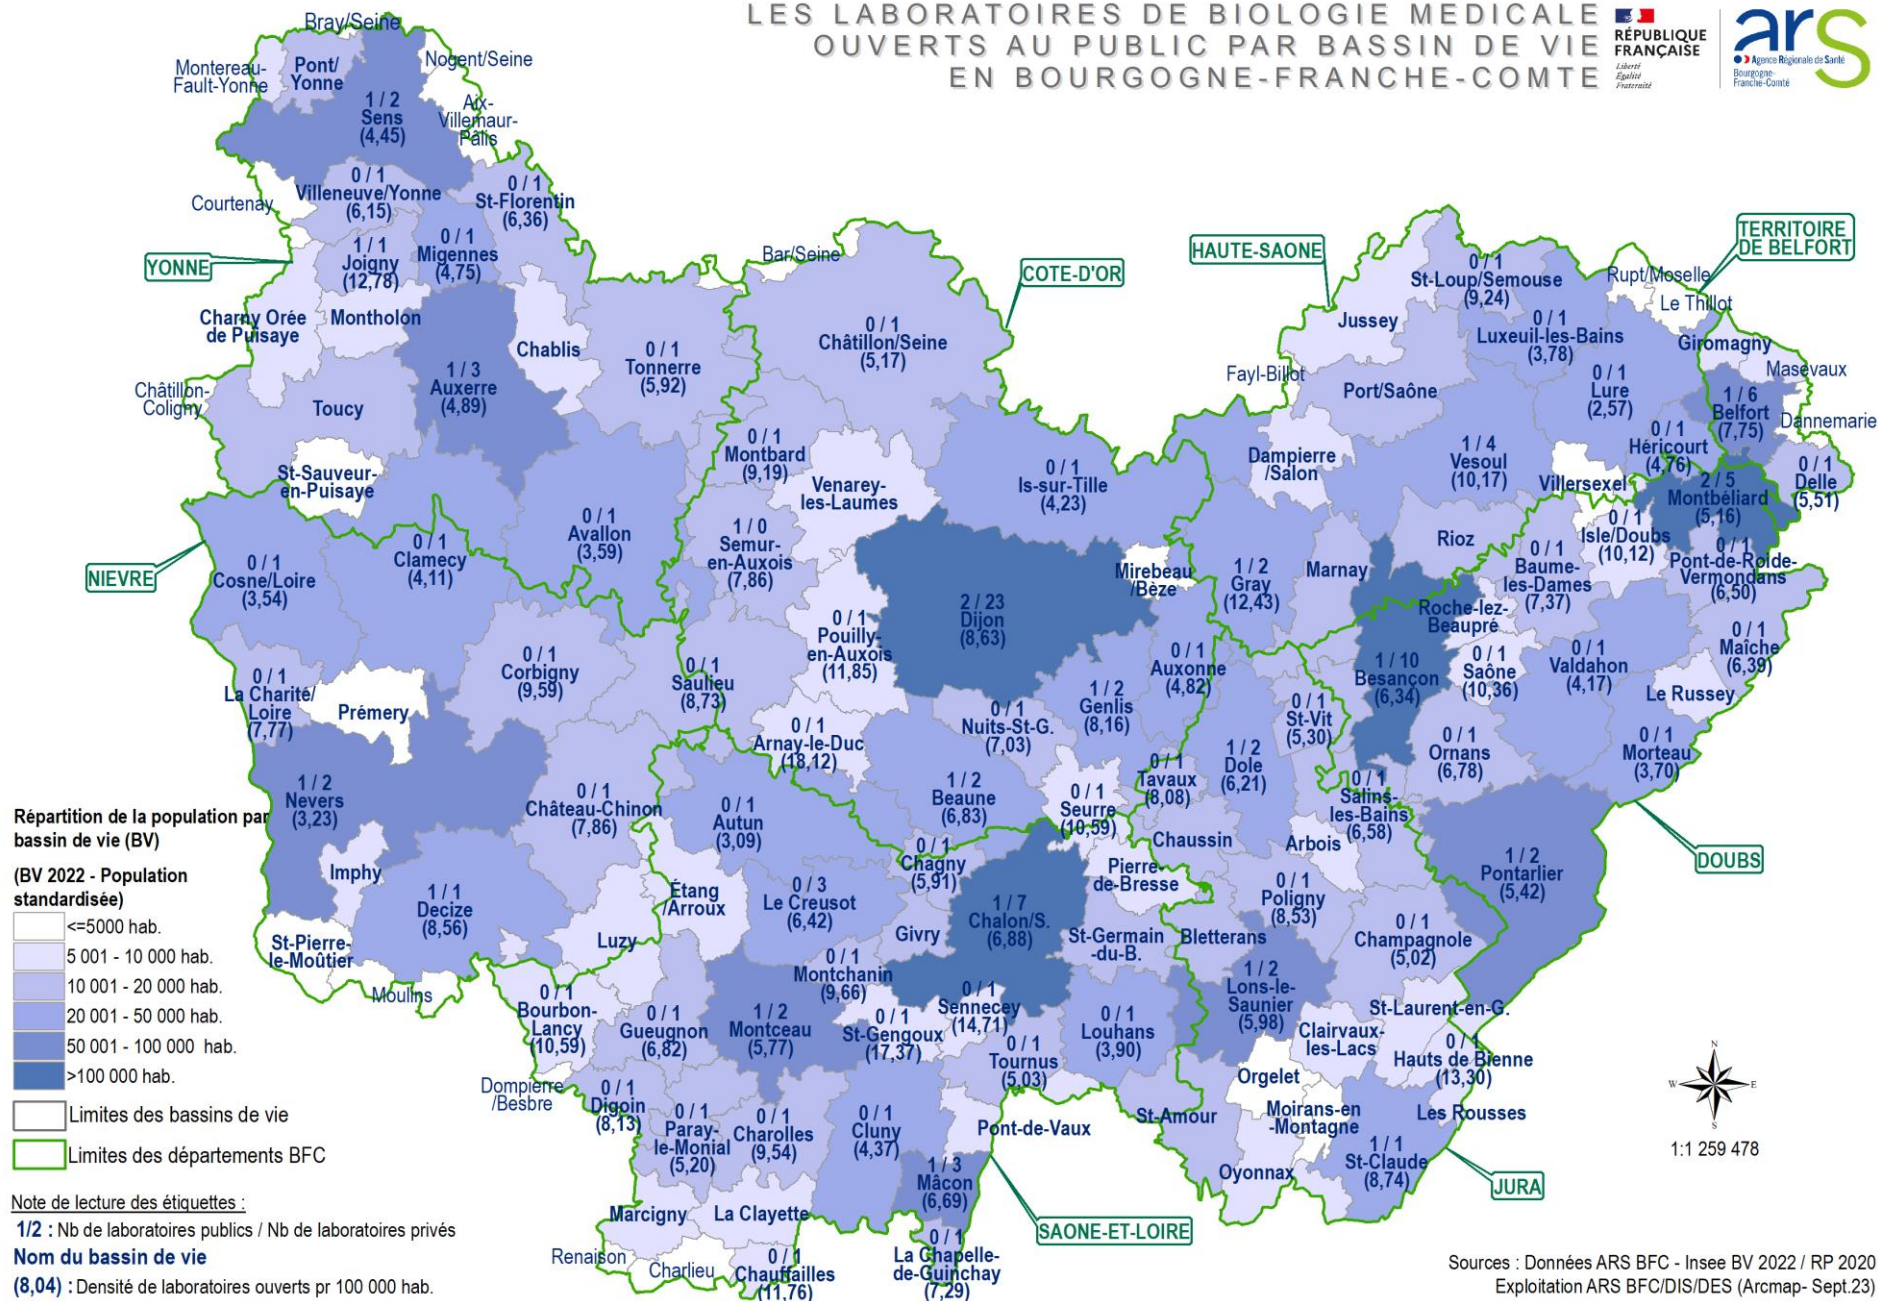 LES LABORATOIRES DE BIOLOGIE MEDICALE
OUVERTS AU PUBLIC PAR BASSIN DE VIE
EN BOURGOGNE-FRANCHE-COMTE
RÉPUBLIQUE
FRANÇAISE
Liberté
Égalité
Fraternité
ars
Agence Régionale de Santé
Bourgogne-
Franche-Comté
Bray/Seine
Nogent/Seine
Montereau-
Fault-Yonne
Pont/
Yonne
Aix-
Villemaur-
Pâlis
1 / 2
Sens
(4,45)
Courtenay
0 / 1
Villeneuve/Yonne
(6,15)
0 / 1
St-Florentin
(6,36)
YONNE
1 / 1
Joigny
(12,78)
0 / 1
Migennes
(4,75)
Charny Orée
de Puisaye
Montholon
Chablis
1 / 3
Auxerre
(4,89)
0 / 1
Tonnerre
(5,92)
Châtillon-
Coligny
Toucy
St-Sauveur-
en-Puisaye
0 / 1
Avallon
(3,59)
Bar/Seine
COTE-D'OR
0 / 1
Châtillon/Seine
(5,17)
0 / 1
Montbard
(9,19)
Venarey-
les-Laumes
0 / 1
Is-sur-Tille
(4,23)
1 / 0
Semur-
en-Auxois
(7,86)
0 / 1
Pouilly-
en-Auxois
(11,85)
2 / 23
Dijon
(8,63)
Mirebeau
/Bèze
0 / 1
Auxonne
(4,82)
1 / 2
Genlis
(8,16)
0 / 1
Nuits-St-G.
(7,03)
0 / 1
Saulieu
(8,73)
0 / 1
Arnay-le-Duc
(18,12)
1 / 2
Beaune
(6,83)
0 / 1
Seurre
(10,59)
HAUTE-SAONE
TERRITOIRE
DE BELFORT
0 / 1
St-Loup/Semouse
(9,24)
Rupt/Moselle
Le Thillot
Jussey
0 / 1
Luxeuil-les-Bains
(3,78)
Giromagny
Masevaux
Fayl-Billot
Port/Saône
0 / 1
Lure
(2,57)
1 / 6
Belfort
(7,75)
Dannemarie
Dampierre
/Salon
1 / 4
Vesoul
(10,17)
0 / 1
Héricourt
(4,76)
0 / 1
Delle
(5,51)
Villersexel
2 / 5
Montbéliard
(5,16)
1 / 2
Gray
(12,43)
Marnay
Rioz
0 / 1
Isle/Doubs
(10,12)
0 / 1
Baume-
les-Dames
(7,37)
0 / 1
Pont-de-Roide-
Vermondans
(6,50)
Roche-lez-
Beaupré
1 / 10
Besançon
(6,34)
0 / 1
Saône
(10,36)
0 / 1
Valdahon
(4,17)
0 / 1
Maîche
(6,39)
Le Russey
0 / 1
Morteau
(3,70)
0 / 1
Ornans
(6,78)
1 / 2
Pontarlier
(5,42)
DOUBS
NIEVRE
0 / 1
Cosne/Loire
(3,54)
0 / 1
Clamecy
(4,11)
0 / 1
Corbigny
(9,59)
0 / 1
La Charité/
Loire
(7,77)
Prémery
1 / 2
Nevers
(3,23)
0 / 1
Château-Chinon
(7,86)
Imphy
1 / 1
Decize
(8,56)
St-Pierre-
le-Moûtier
Moulins
Luzy
0 / 1
St-Vit
(5,30)
1 / 2
Dole
(6,21)
0 / 1
Tavaux
(8,08)
0 / 1
Salins-
les-Bains
(6,58)
Chaussin
Arbois
0 / 1
Poligny
(8,53)
0 / 1
Champagnole
(5,02)
Bletterans
1 / 2
Lons-le-
Saunier
(5,98)
St-Laurent-en-G.
Clairvaux-
les-Lacs
0 / 1
Hauts de Bienne
(13,30)
Orgelet
Moirans-en
-Montagne
Les Rousses
St-Amour
1 / 1
St-Claude
(8,74)
Oyonnax
JURA
0 / 1
Autun
(3,09)
0 / 1
Chagny
(5,91)
Pierre-
de-Bresse
Étang
/Arroux
0 / 3
Le Creusot
(6,42)
Givry
1 / 7
Chalon/S.
(6,88)
St-Germain
-du-B.
0 / 1
Montchanin
(9,66)
0 / 1
Bourbon-
Lancy
(10,59)
0 / 1
Gueugnon
(6,82)
1 / 2
Montceau
(5,77)
0 / 1
St-Gengoux
(17,37)
0 / 1
Sennecey
(14,71)
0 / 1
Louhans
(3,90)
0 / 1
Tournus
(5,03)
Dompierre
/Besbre
0 / 1
Digoin
(8,13)
0 / 1
Paray-
le-Monial
(5,20)
0 / 1
Charolles
(9,54)
0 / 1
Cluny
(4,37)
Pont-de-Vaux
1 / 3
Mâcon
(6,69)
Marcigny
La Clayette
SAONE-ET-LOIRE
Renaison
Charlieu
0 / 1
Chauffailles
(11,76)
0 / 1
La Chapelle-
de-Guinchay
(7,29)
Répartition de la population par
bassin de vie (BV)
(BV 2022 - Population
standardisée)
<=5000 hab.
5 001 - 10 000 hab.
10 001 - 20 000 hab.
20 001 - 50 000 hab.
50 001 - 100 000 hab.
>100 000 hab.
Limites des bassins de vie
Limites des départements BFC
Note de lecture des étiquettes :
1/2 : Nb de laboratoires publics / Nb de laboratoires privés
Nom du bassin de vie
(8,04) : Densité de laboratoires ouverts pr 100 000 hab.
N
W
E
S
1:1 259 478
Sources : Données ARS BFC - Insee BV 2022 / RP 2020
Exploitation ARS BFC/DIS/DES (Arcmap- Sept.23)